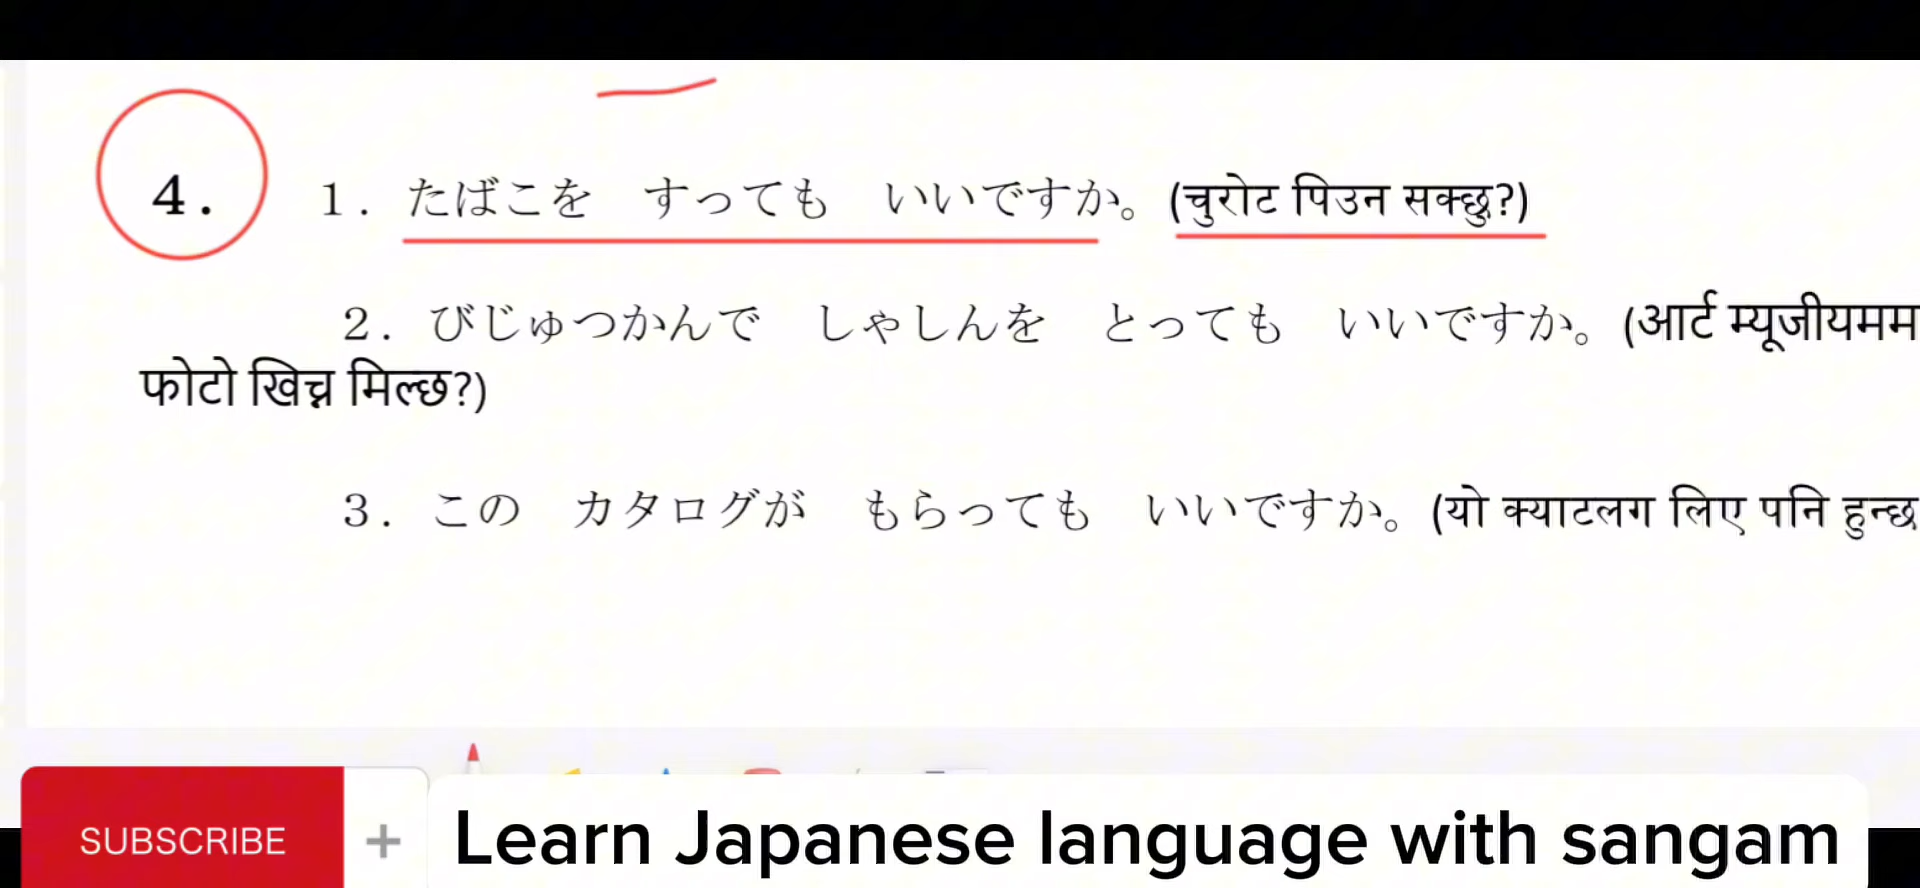 4. 1. たばこを すっても いいですか。(चुरोट पिउन सक्छु?)
2. びじゅつかんで しゃしんを とっても いいですか。(आर्ट म्यूजीयमम
फोटो खिच्न मिल्छ?)
3. この カタログが もらっても いいですか。(यो क्याटलग लिए पनि हुन्छ
SUBSCRIBE + Learn Japanese language with sangam